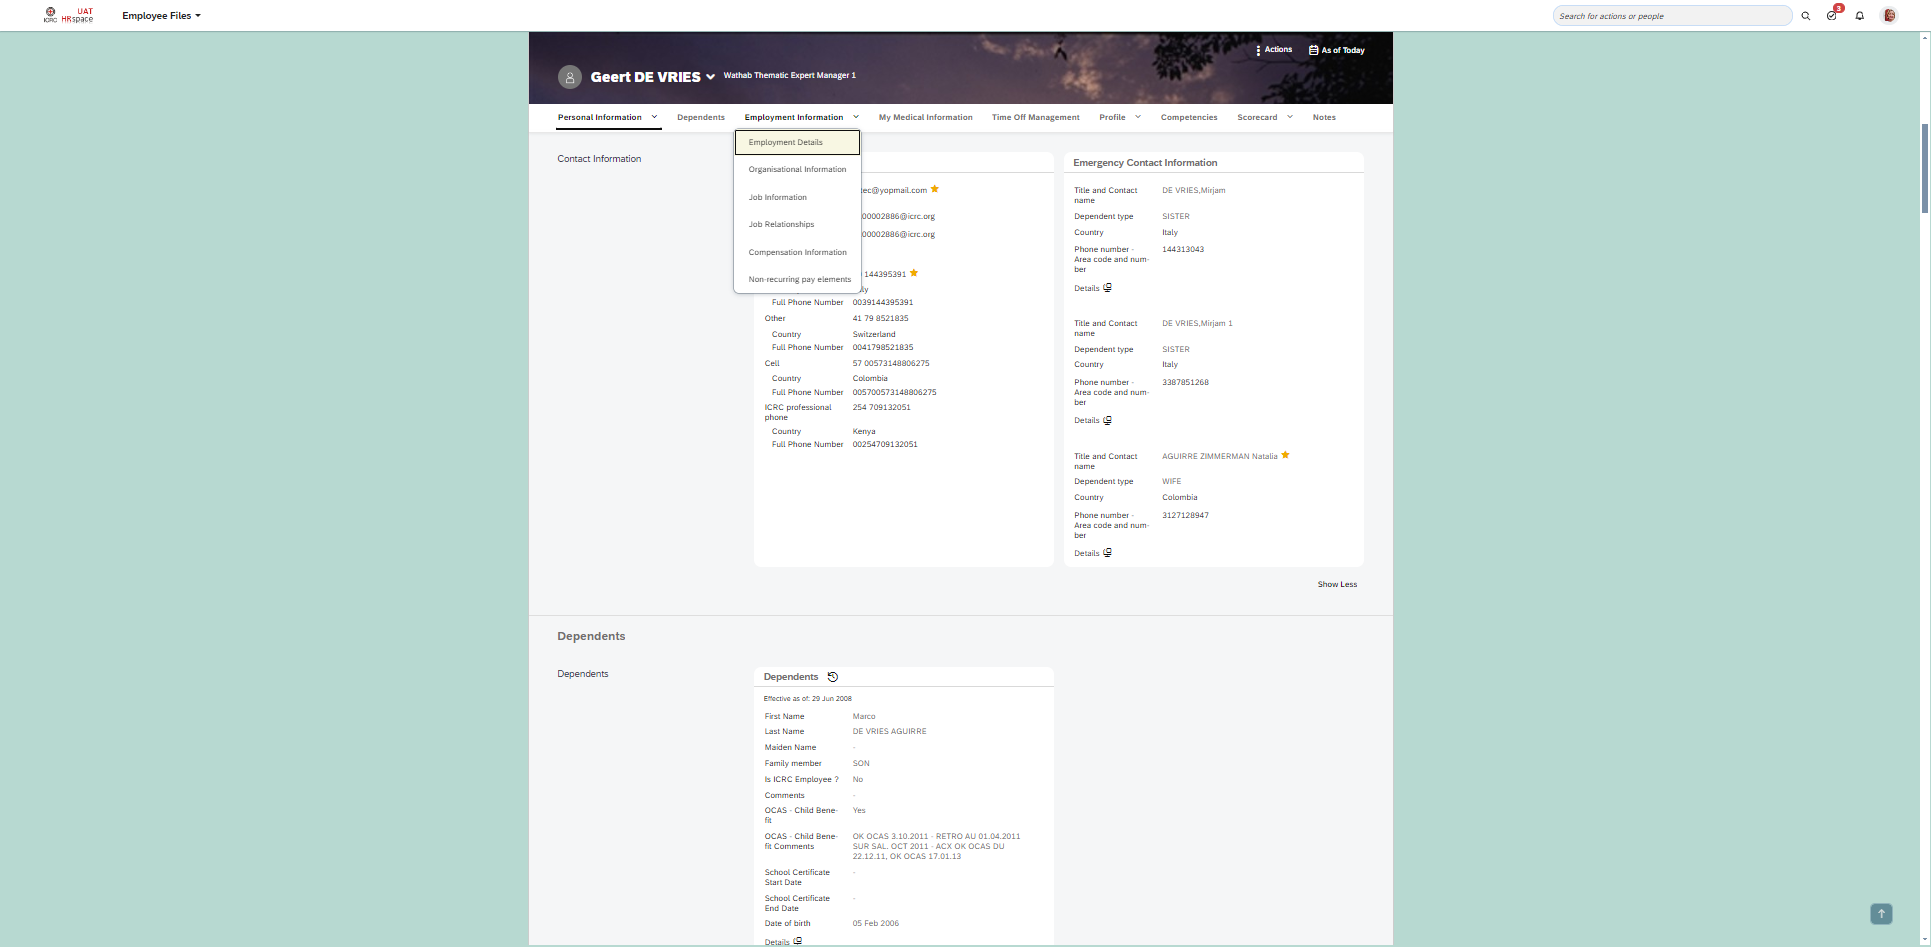 ICRC UAT HRspace
Employee Files
Search for actions or people
3
Actions
As of Today
Geert DE VRIES
Wathab Thematic Expert Manager 1
Personal Information
Dependents
Employment Information
My Medical Information
Time Off Management
Profile
Competencies
Scorecard
Notes
Employment Details
Organisational Information
Job Information
Job Relationships
Compensation Information
Non-recurring pay elements
Contact Information
tec@yopmail.com
00002886@icrc.org
00002886@icrc.org
144395391
Full Phone Number 0039144395391
Other 41 79 8521835
Country Switzerland
Full Phone Number 0041798521835
Cell 57 00573148806275
Country Colombia
Full Phone Number 005700573148806275
ICRC professional 254 709132051
phone
Country Kenya
Full Phone Number 00254709132051
Emergency Contact Information
Title and Contact DE VRIES,Mirjam
name
Dependent type SISTER
Country Italy
Phone number - 144313043
Area code and num-
ber
Details
Title and Contact DE VRIES,Mirjam 1
name
Dependent type SISTER
Country Italy
Phone number - 3387851268
Area code and num-
ber
Details
Title and Contact AGUIRRE ZIMMERMAN Natalia
name
Dependent type WIFE
Country Colombia
Phone number - 3127128947
Area code and num-
ber
Details
Show Less
Dependents
Dependents
Dependents
Effective as of: 29 Jun 2008
First Name Marco
Last Name DE VRIES AGUIRRE
Maiden Name -
Family member SON
Is ICRC Employee ? No
Comments -
OCAS - Child Bene- Yes
fit
OCAS - Child Bene- OK OCAS 3.10.2011 - RETRO AU 01.04.2011
fit Comments SUR SAL. OCT 2011 - ACX OK OCAS DU
22.12.11, OK OCAS 17.01.13
School Certificate -
Start Date
School Certificate -
End Date
Date of birth 05 Feb 2006
Details